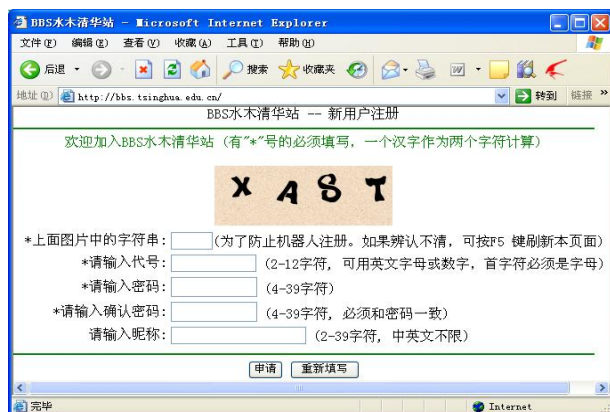 BBS水木清华站 - Microsoft Internet Explorer
文件(F) 编辑(E) 查看(V) 收藏(A) 工具(T) 帮助(H)
后退 搜索 收藏夹
地址(D) http://bbs.tsinghua.edu.cn/ 转到 链接 »
BBS水木清华站 -- 新用户注册
欢迎加入BBS水木清华站 (有"*"号的必须填写, 一个汉字作为两个字符计算)
X A 8 T
*上面图片中的字符串: (为了防止机器人注册。如果辨认不清, 可按F5 键刷新本页面)
*请输入代号: (2-12字符, 可用英文字母或数字, 首字符必须是字母)
*请输入密码: (4-39字符)
*请输入确认密码: (4-39字符, 必须和密码一致)
请输入昵称: (2-39字符, 中英文不限)
申请 重新填写
完毕 Internet